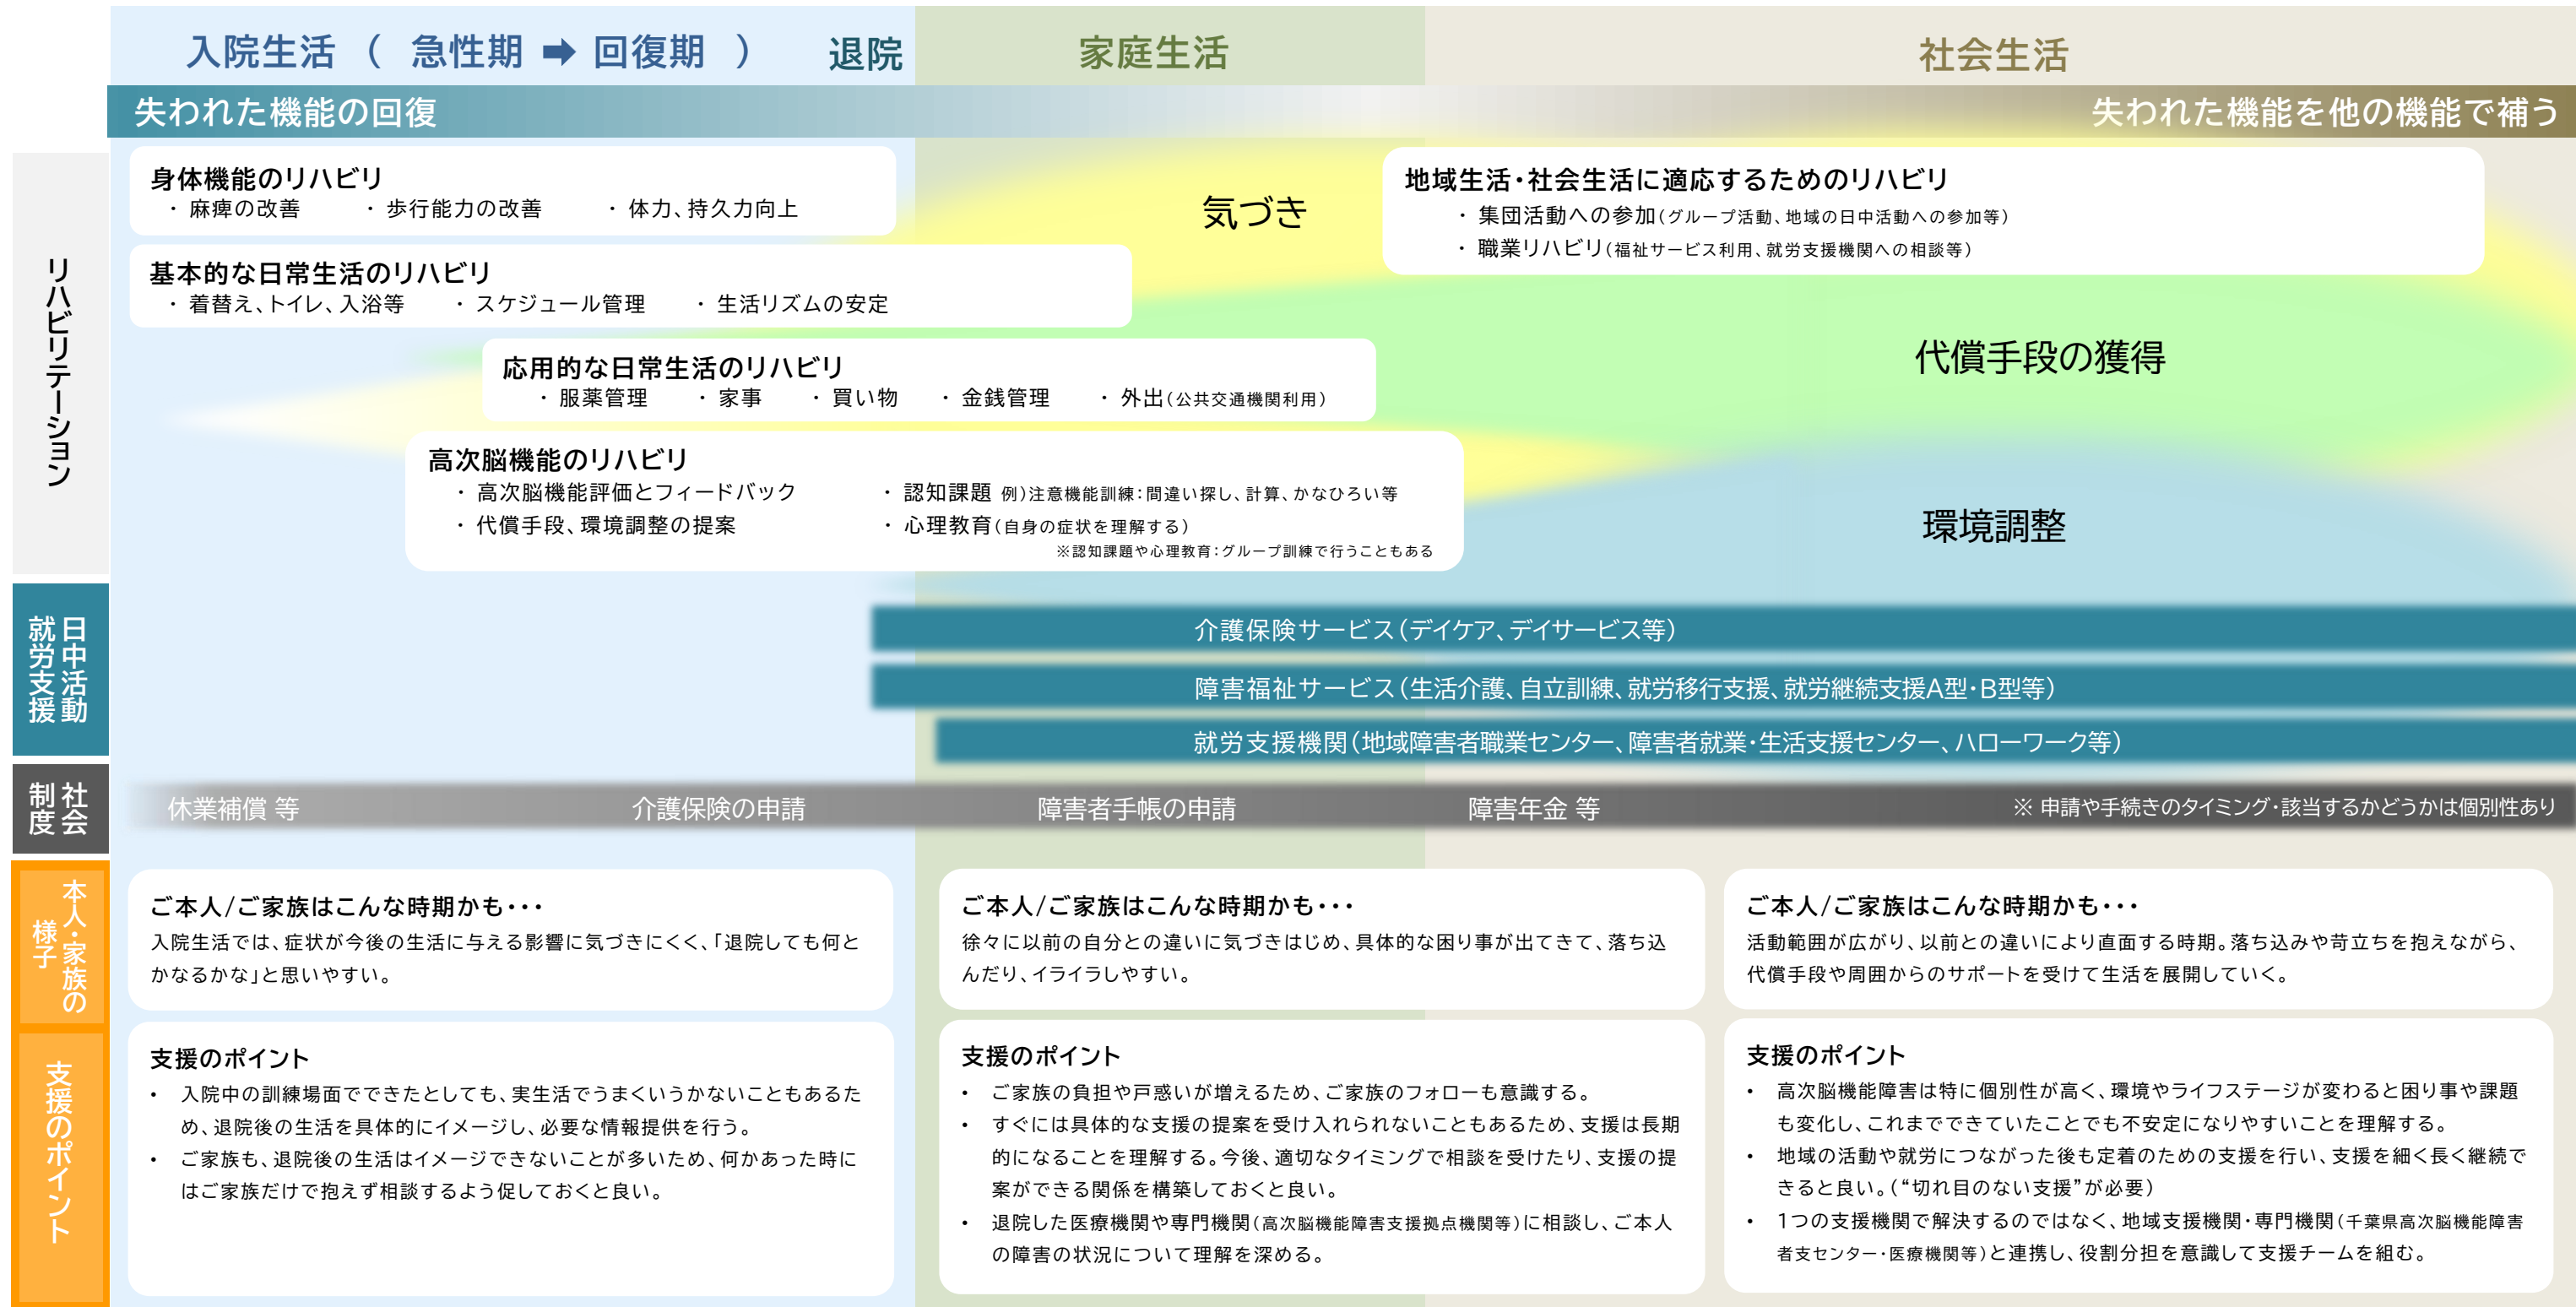 入院生活 （ 急性期 ➡ 回復期 ） 退院 家庭生活 社会生活
失われた機能の回復 失われた機能を他の機能で補う
リハビリテーション
身体機能のリハビリ
・ 麻痺の改善 ・ 歩行能力の改善 ・ 体力、持久力向上
基本的な日常生活のリハビリ
・ 着替え、トイレ、入浴等 ・ スケジュール管理 ・ 生活リズムの安定
応用的な日常生活のリハビリ
・ 服薬管理 ・ 家事 ・ 買い物 ・ 金銭管理 ・ 外出（公共交通機関利用）
高次脳機能のリハビリ
・ 高次脳機能評価とフィードバック ・ 認知課題 例）注意機能訓練：間違い探し、計算、かなひろい等
・ 代償手段、環境調整の提案 ・ 心理教育（自身の症状を理解する）
※認知課題や心理教育：グループ訓練で行うこともある
気づき
地域生活・社会生活に適応するためのリハビリ
・ 集団活動への参加（グループ活動、地域の日中活動への参加等）
・ 職業リハビリ（福祉サービス利用、就労支援機関への相談等）
代償手段の獲得
環境調整
日中活動
就労支援
介護保険サービス（デイケア、デイサービス等）
障害福祉サービス（生活介護、自立訓練、就労移行支援、就労継続支援A型・B型等）
就労支援機関（地域障害者職業センター、障害者就業・生活支援センター、ハローワーク等）
社会
制度
休業補償 等 介護保険の申請 障害者手帳の申請 障害年金 等 ※ 申請や手続きのタイミング・該当するかどうかは個別性あり
本人・家族の
様子
ご本人/ご家族はこんな時期かも・・・
入院生活では、症状が今後の生活に与える影響に気づきにくく、「退院しても何と
かなるかな」と思いやすい。
ご本人/ご家族はこんな時期かも・・・
徐々に以前の自分との違いに気づきはじめ、具体的な困り事が出てきて、落ち込
んだり、イライラしやすい。
ご本人/ご家族はこんな時期かも・・・
活動範囲が広がり、以前との違いにより直面する時期。落ち込みや苛立ちを抱えながら、
代償手段や周囲からのサポートを受けて生活を展開していく。
支援のポイント
支援のポイント
• 入院中の訓練場面でできたとしても、実生活でうまくいうかないこともあるた
め、退院後の生活を具体的にイメージし、必要な情報提供を行う。
• ご家族も、退院後の生活はイメージできないことが多いため、何かあった時に
はご家族だけで抱えず相談するよう促しておくと良い。
支援のポイント
• ご家族の負担や戸惑いが増えるため、ご家族のフォローも意識する。
• すぐには具体的な支援の提案を受け入れられないこともあるため、支援は長期
的になることを理解する。今後、適切なタイミングで相談を受けたり、支援の提
案ができる関係を構築しておくと良い。
• 退院した医療機関や専門機関（高次脳機能障害支援拠点機関等）に相談し、ご本人
の障害の状況について理解を深める。
支援のポイント
• 高次脳機能障害は特に個別性が高く、環境やライフステージが変わると困り事や課題
も変化し、これまでできていたことでも不安定になりやすいことを理解する。
• 地域の活動や就労につながった後も定着のための支援を行い、支援を細く長く継続で
きると良い。（“切れ目のない支援”が必要）
• 1つの支援機関で解決するのではなく、地域支援機関・専門機関（千葉県高次脳機能障害
者支センター・医療機関等）と連携し、役割分担を意識して支援チームを組む。